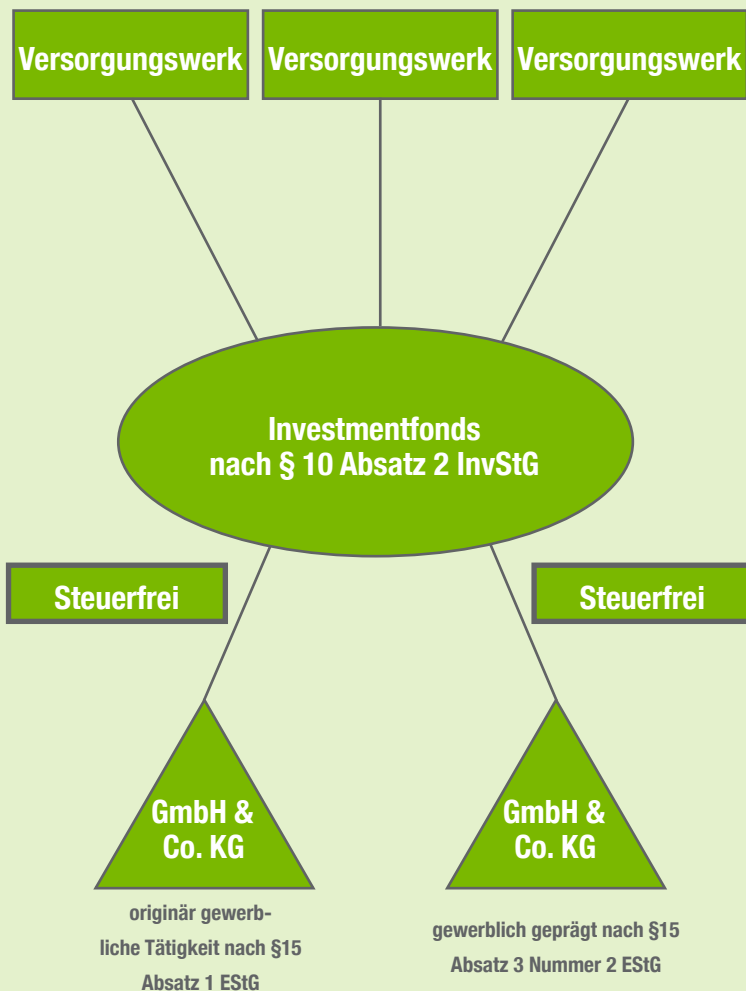 Versorgungswerk
Versorgungswerk
Versorgungswerk
Investmentfonds
nach § 10 Absatz 2 InvStG
Steuerfrei
Steuerfrei
GmbH &
Co. KG
GmbH &
Co. KG
originär gewerb-
liche Tätigkeit nach §15
Absatz 1 EStG
gewerblich geprägt nach §15
Absatz 3 Nummer 2 EStG